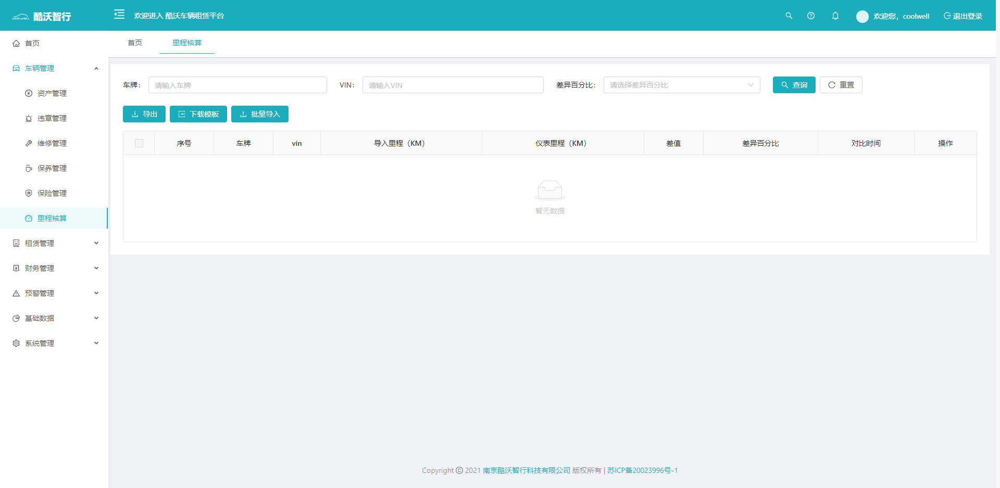 COOLWELL 酷沃智行
欢迎进入 酷沃车辆租赁平台
欢迎您，coolwell
退出登录
首页
车辆管理
资产管理
违章管理
维修管理
保养管理
保险管理
里程核算
租赁管理
财务管理
预警管理
基础数据
系统管理
首页 里程核算
车牌： 请输入车牌 VIN： 请输入VIN 差异百分比： 请选择差异百分比 查询 重置
导出 下载模板 批量导入
序号 车牌 vin 导入里程（KM） 仪表里程（KM） 差值 差异百分比 对比时间 操作
暂无数据
Copyright © 2021 南京酷沃智行科技有限公司 版权所有 | 苏ICP备20023996号-1